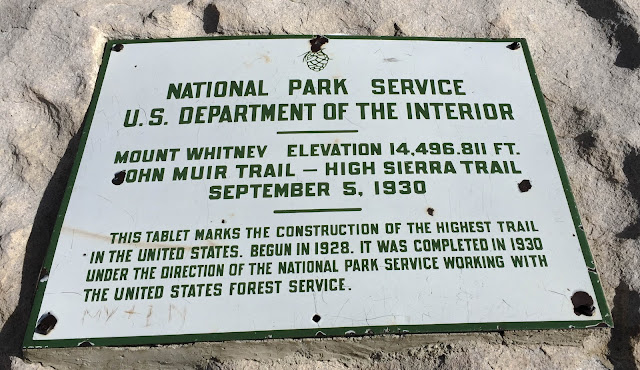 NATIONAL PARK SERVICE
U.S. DEPARTMENT OF THE INTERIOR
MOUNT WHITNEY ELEVATION 14,496.811 FT.
JOHN MUIR TRAIL — HIGH SIERRA TRAIL
SEPTEMBER 5, 1930
THIS TABLET MARKS THE CONSTRUCTION OF THE HIGHEST TRAIL
IN THE UNITED STATES. BEGUN IN 1928. IT WAS COMPLETED IN 1930
UNDER THE DIRECTION OF THE NATIONAL PARK SERVICE WORKING WITH
THE UNITED STATES FOREST SERVICE.